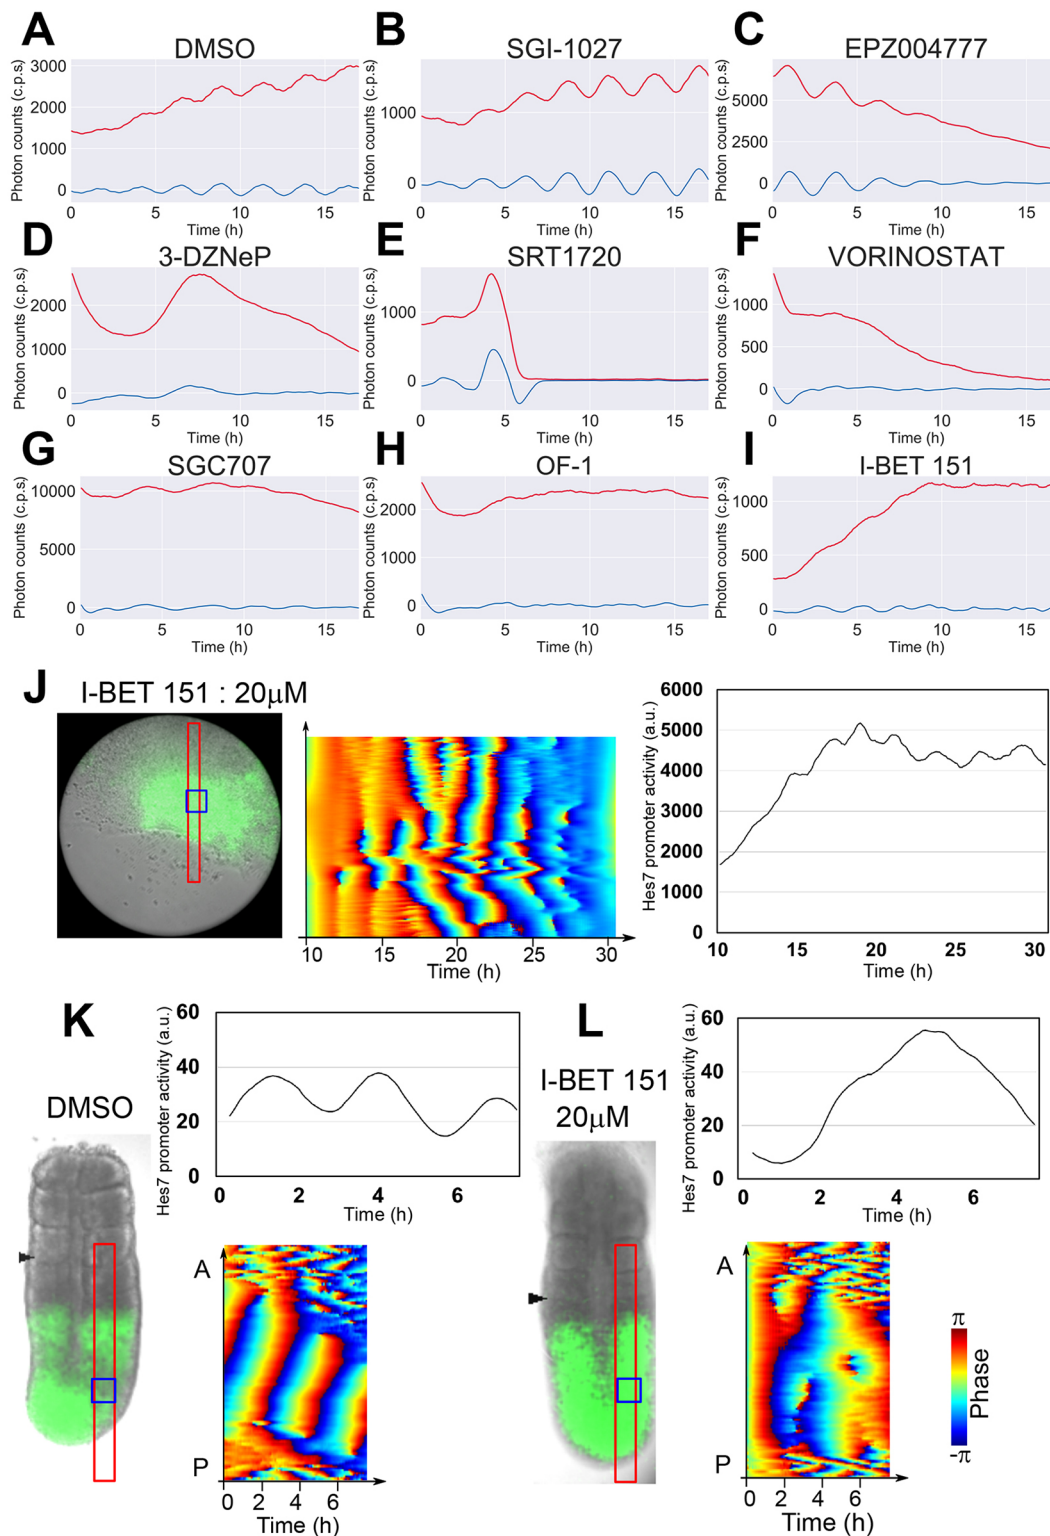 A
DMSO
Photon counts (c.p.s)
3000
2000
1000
0
0 5 10 15
Time (h)
B
SGI-1027
Photon counts (c.p.s)
1000
0
0 5 10 15
Time (h)
C
EPZ004777
Photon counts (c.p.s)
5000
2500
0
0 5 10 15
Time (h)
D
3-DZNeP
Photon counts (c.p.s)
2000
1000
0
0 5 10 15
Time (h)
E
SRT1720
Photon counts (c.p.s)
1000
0
0 5 10 15
Time (h)
F
VORINOSTAT
Photon counts (c.p.s)
1000
500
0
0 5 10 15
Time (h)
G
SGC707
Photon counts (c.p.s)
10000
5000
0
0 5 10 15
Time (h)
H
OF-1
Photon counts (c.p.s)
2000
1000
0
0 5 10 15
Time (h)
I
I-BET 151
Photon counts (c.p.s)
1000
500
0
0 5 10 15
Time (h)
J
I-BET 151 : 20µM
10 15 20 25 30
Time (h)
Hes7 promoter activity (a.u.)
6000
5000
4000
3000
2000
1000
0
10 15 20 25 30
Time (h)
K
DMSO
Hes7 promoter activity (a.u.)
60
40
20
0
0 2 4 6
Time (h)
A
P
0 2 4 6
Time (h)
L
I-BET 151
20µM
Hes7 promoter activity (a.u.)
60
40
20
0
0 2 4 6
Time (h)
A
P
0 2 4 6
Time (h)
π
Phase
-π